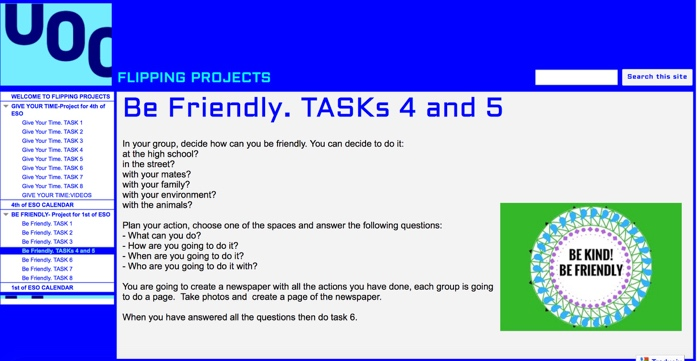 UOC
FLIPPING PROJECTS
Search this site
WELCOME TO FLIPPING PROJECTS
GIVE YOUR TIME-Project for 4th of
ESO
Give Your Time. TASK 1
Give Your Time. TASK 2
Give Your Time. TASK 3
Give Your Time. TASK 4
Give Your Time. TASK 5
Give Your Time. TASK 6
Give Your Time. TASK 7
Give Your Time. TASK 8
GIVE YOUR TIME:VIDEOS
4th of ESO CALENDAR
BE FRIENDLY- Project for 1st of ESO
Be Friendly. TASK 1
Be Friendly. TASK 2
Be Friendly. TASK 3
Be Friendly. TASKs 4 and 5
Be Friendly. TASK 6
Be Friendly. TASK 7
Be Friendly. TASK 8
1st of ESO CALENDAR
Be Friendly. TASKs 4 and 5
In your group, decide how can you be friendly. You can decide to do it:
at the high school?
in the street?
with your mates?
with your family?
with your environment?
with the animals?
Plan your action, choose one of the spaces and answer the following questions:
- What can you do?
- How are you going to do it?
- When are you going to do it?
- Who are you going to do it with?
You are going to create a newspaper with all the actions you have done, each group is going
to do a page. Take photos and create a page of the newspaper.
When you have answered all the questions then do task 6.
BE KIND!
BE FRIENDLY